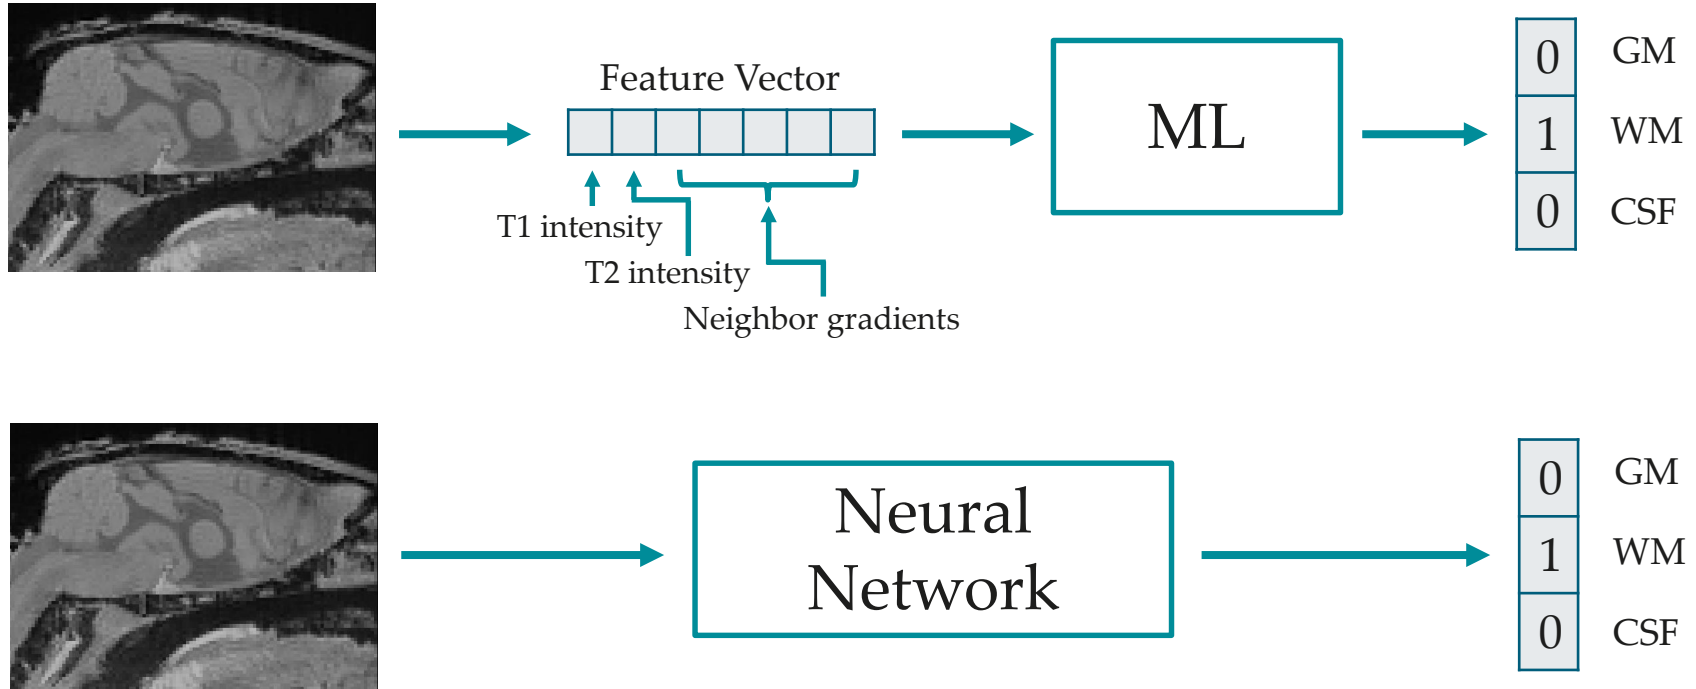 Feature Vector
T1 intensity
T2 intensity
Neighbor gradients
ML
0 GM
1 WM
0 CSF
Neural
Network
0 GM
1 WM
0 CSF